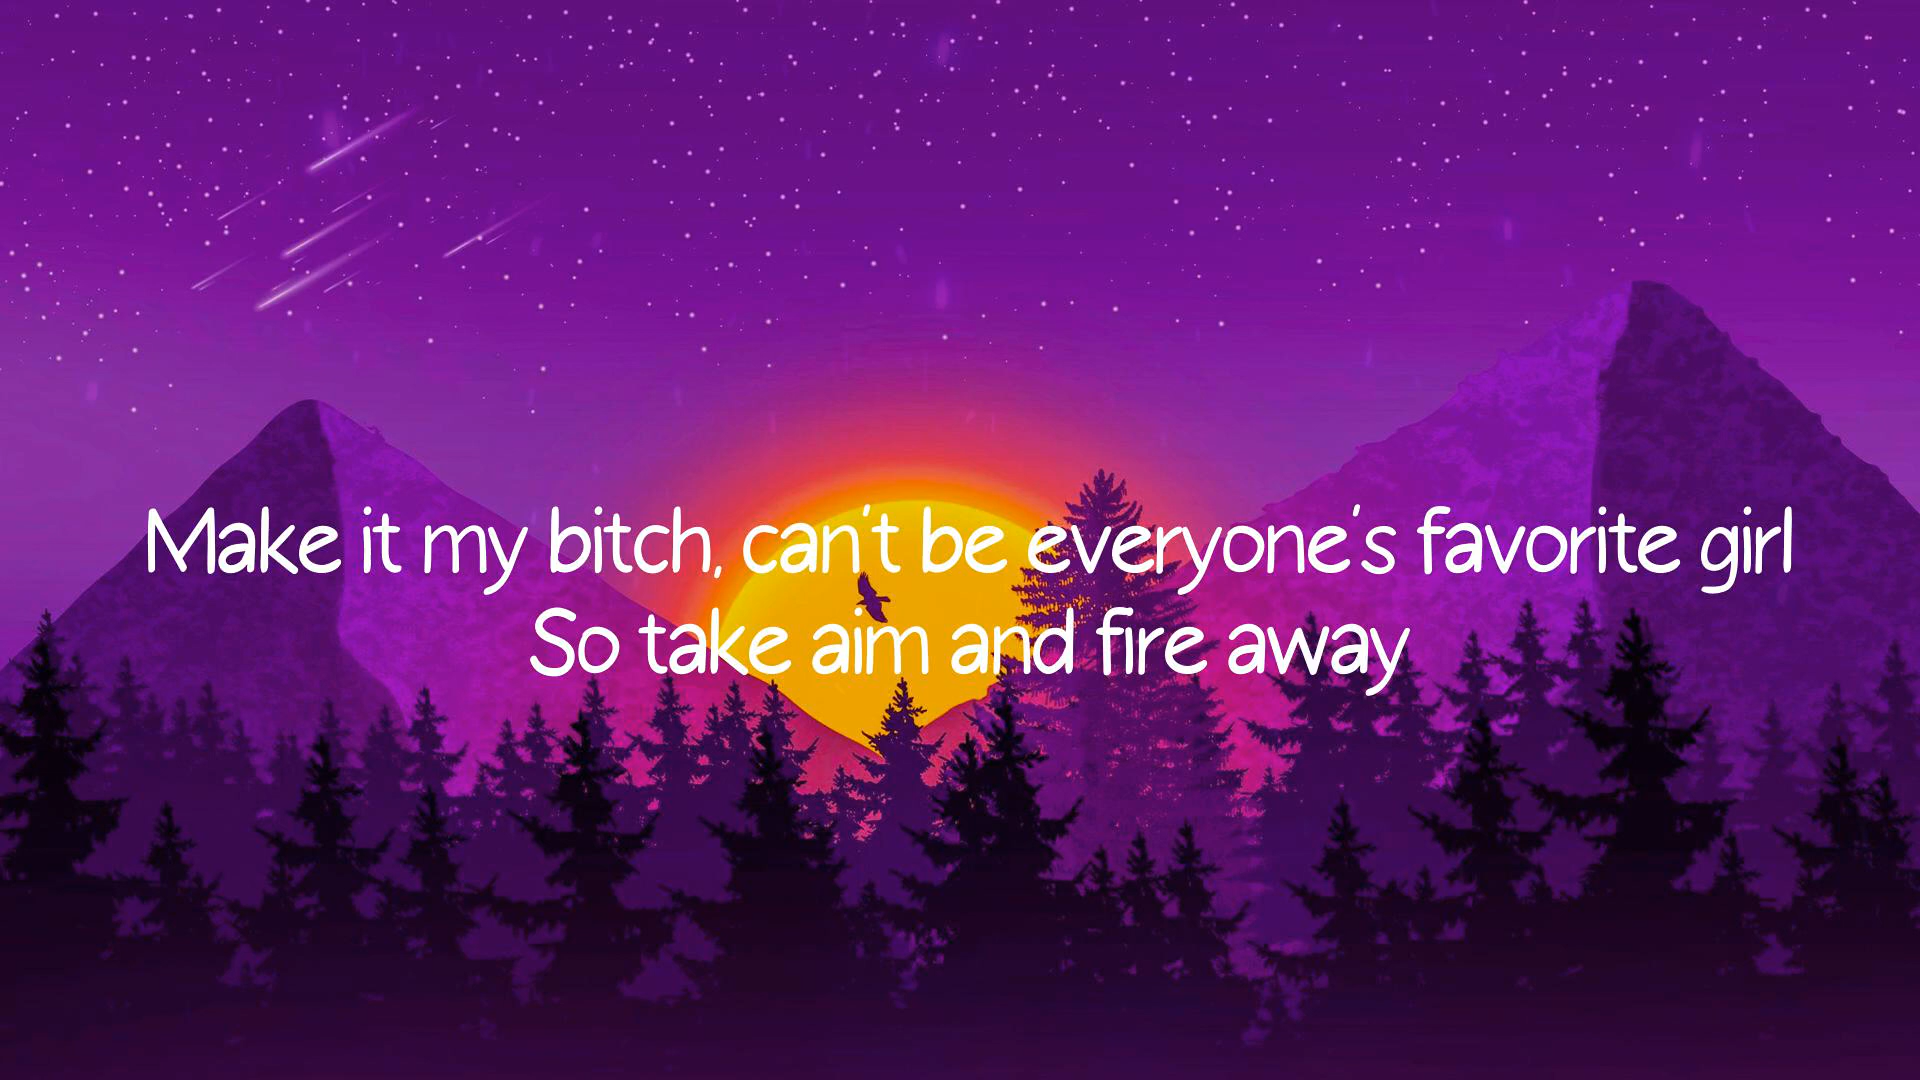 Make it my bitch, can't be everyone's favorite girl
So take aim and fire away